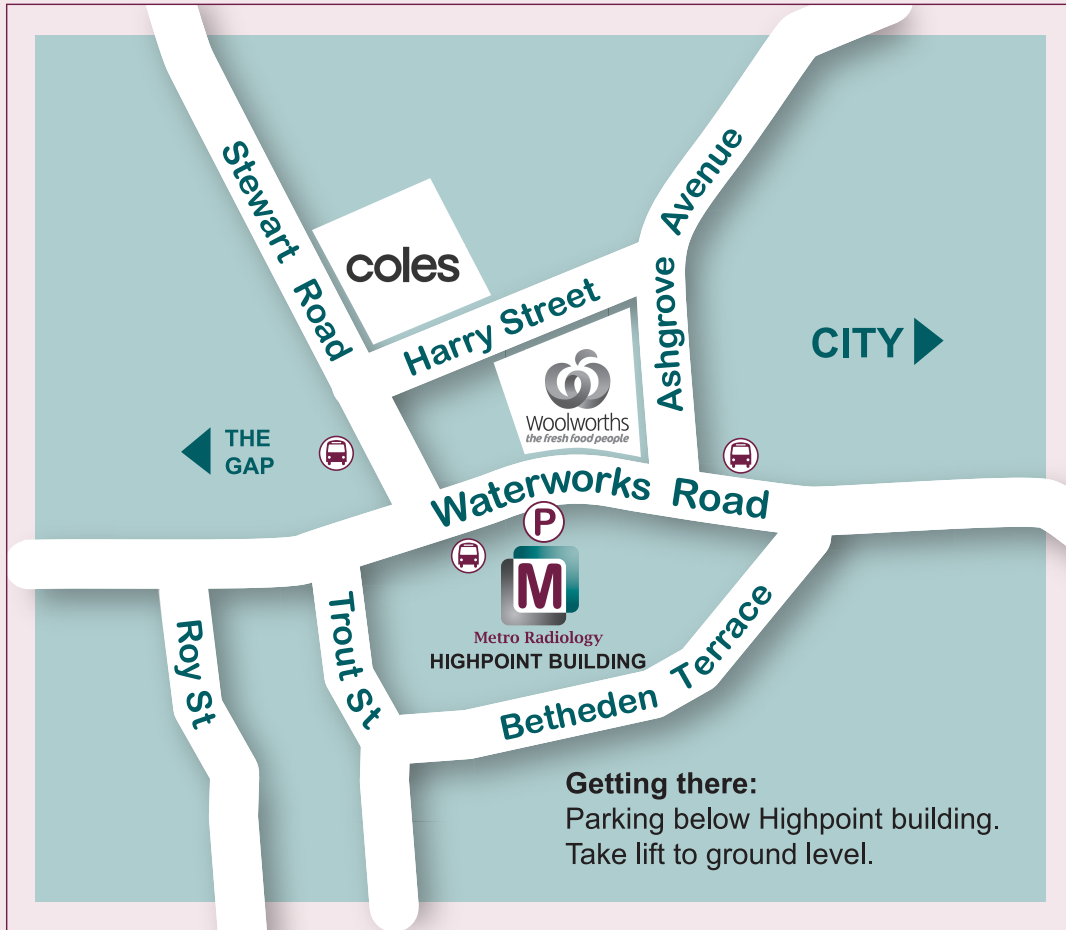 Stewart Road
Ashgrove Avenue
coles
Harry Street
CITY
Woolworths
the fresh food people
THE
GAP
Waterworks Road
P
M
Metro Radiology
HIGHPOINT BUILDING
Roy St
Trout St
Betheden Terrace
Getting there:
Parking below Highpoint building.
Take lift to ground level.